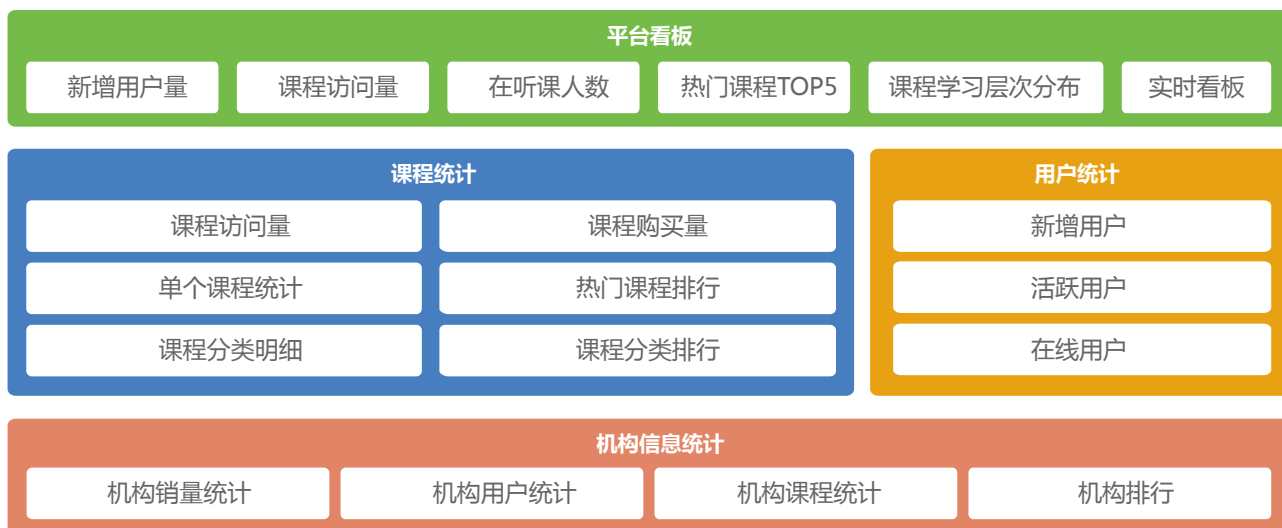 平台看板
新增用户量 课程访问量 在听课人数 热门课程TOP5 课程学习层次分布 实时看板
课程统计
课程访问量 课程购买量
单个课程统计 热门课程排行
课程分类明细 课程分类排行
用户统计
新增用户
活跃用户
在线用户
机构信息统计
机构销量统计 机构用户统计 机构课程统计 机构排行